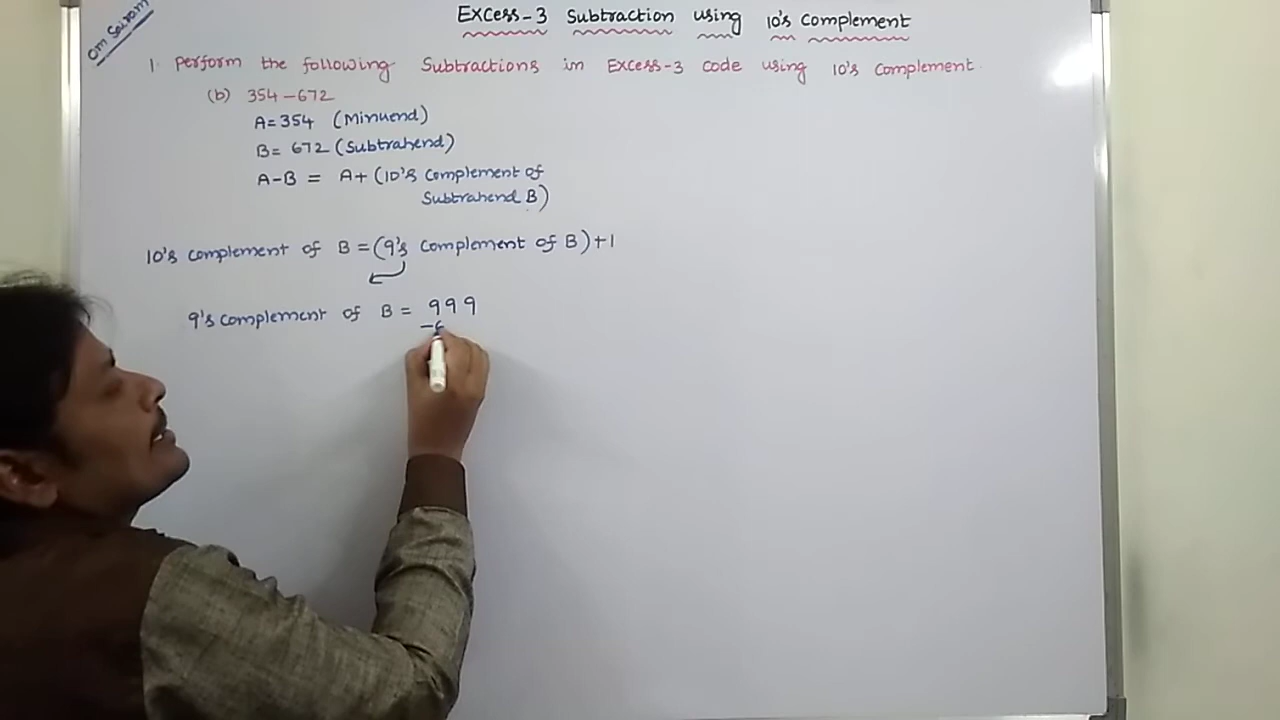 Om Sairam
Excess-3 Subtraction using 10's Complement
1. Perform the following Subtractions in Excess-3 code using 10's complement.
(b) 354-672
A=354 (Minuend)
B= 672 (Subtrahend)
A-B = A+ (10's complement of
Subtrahend B)
10's complement of B = (9's complement of B)+1
9's complement of B = 999
-6